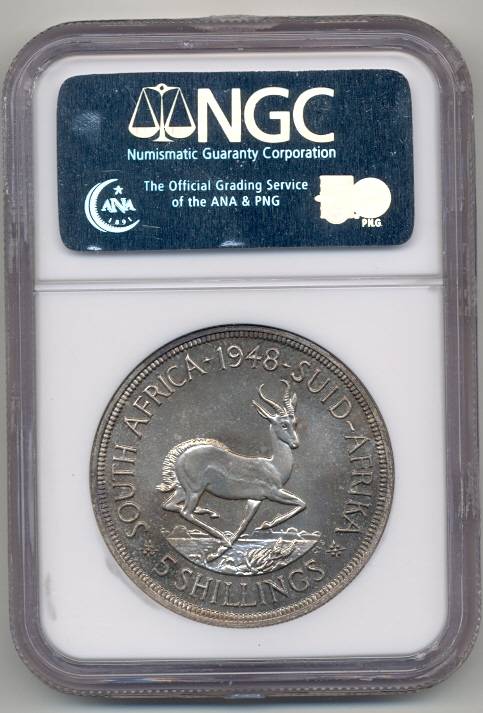 NGC
Numismatic Guaranty Corporation
The Official Grading Service
of the ANA & PNG
ANA
1891
P.N.G.
SOUTH AFRICA - 1948 - SUID-AFRIKA
5 SHILLINGS